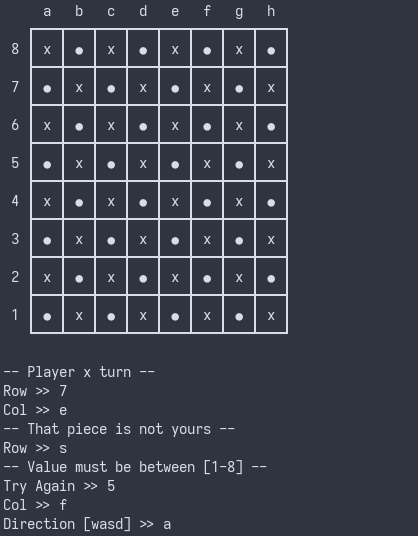 a b c d e f g h
8 x ● x ● x ● x ●
7 ● x ● x ● x ● x
6 x ● x ● x ● x ●
5 ● x ● x ● x ● x
4 x ● x ● x ● x ●
3 ● x ● x ● x ● x
2 x ● x ● x ● x ●
1 ● x ● x ● x ● x
-- Player x turn --
Row >> 7
Col >> e
-- That piece is not yours --
Row >> s
-- Value must be between [1-8] --
Try Again >> 5
Col >> f
Direction [wasd] >> a